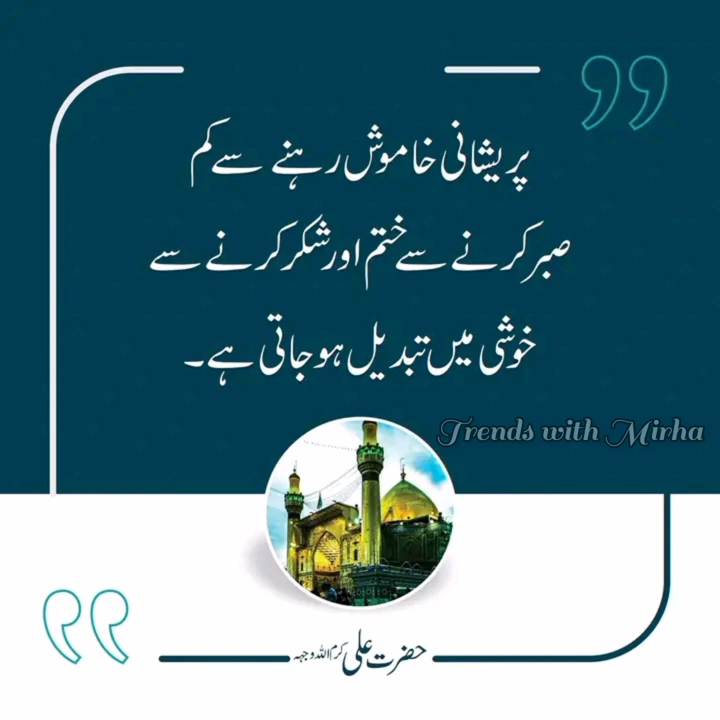 پریشانی خاموش رہنے سے کم
صبر کرنے سے ختم اور شکر کرنے سے
خوشی میں تبدیل ہو جاتی ہے۔
Trends with Mirha
حضرت علی کرم اللہ وجہہ